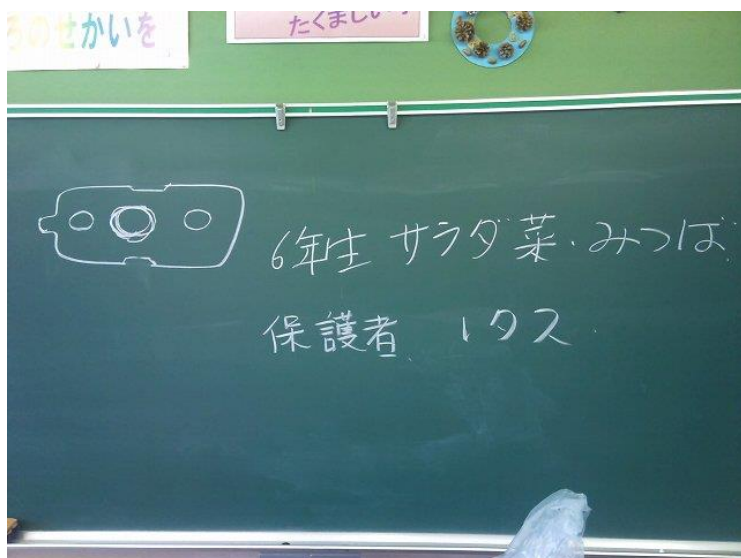 ろのせかいを
たくましい
6年生 サラダ菜・みつば
保護者 レタス